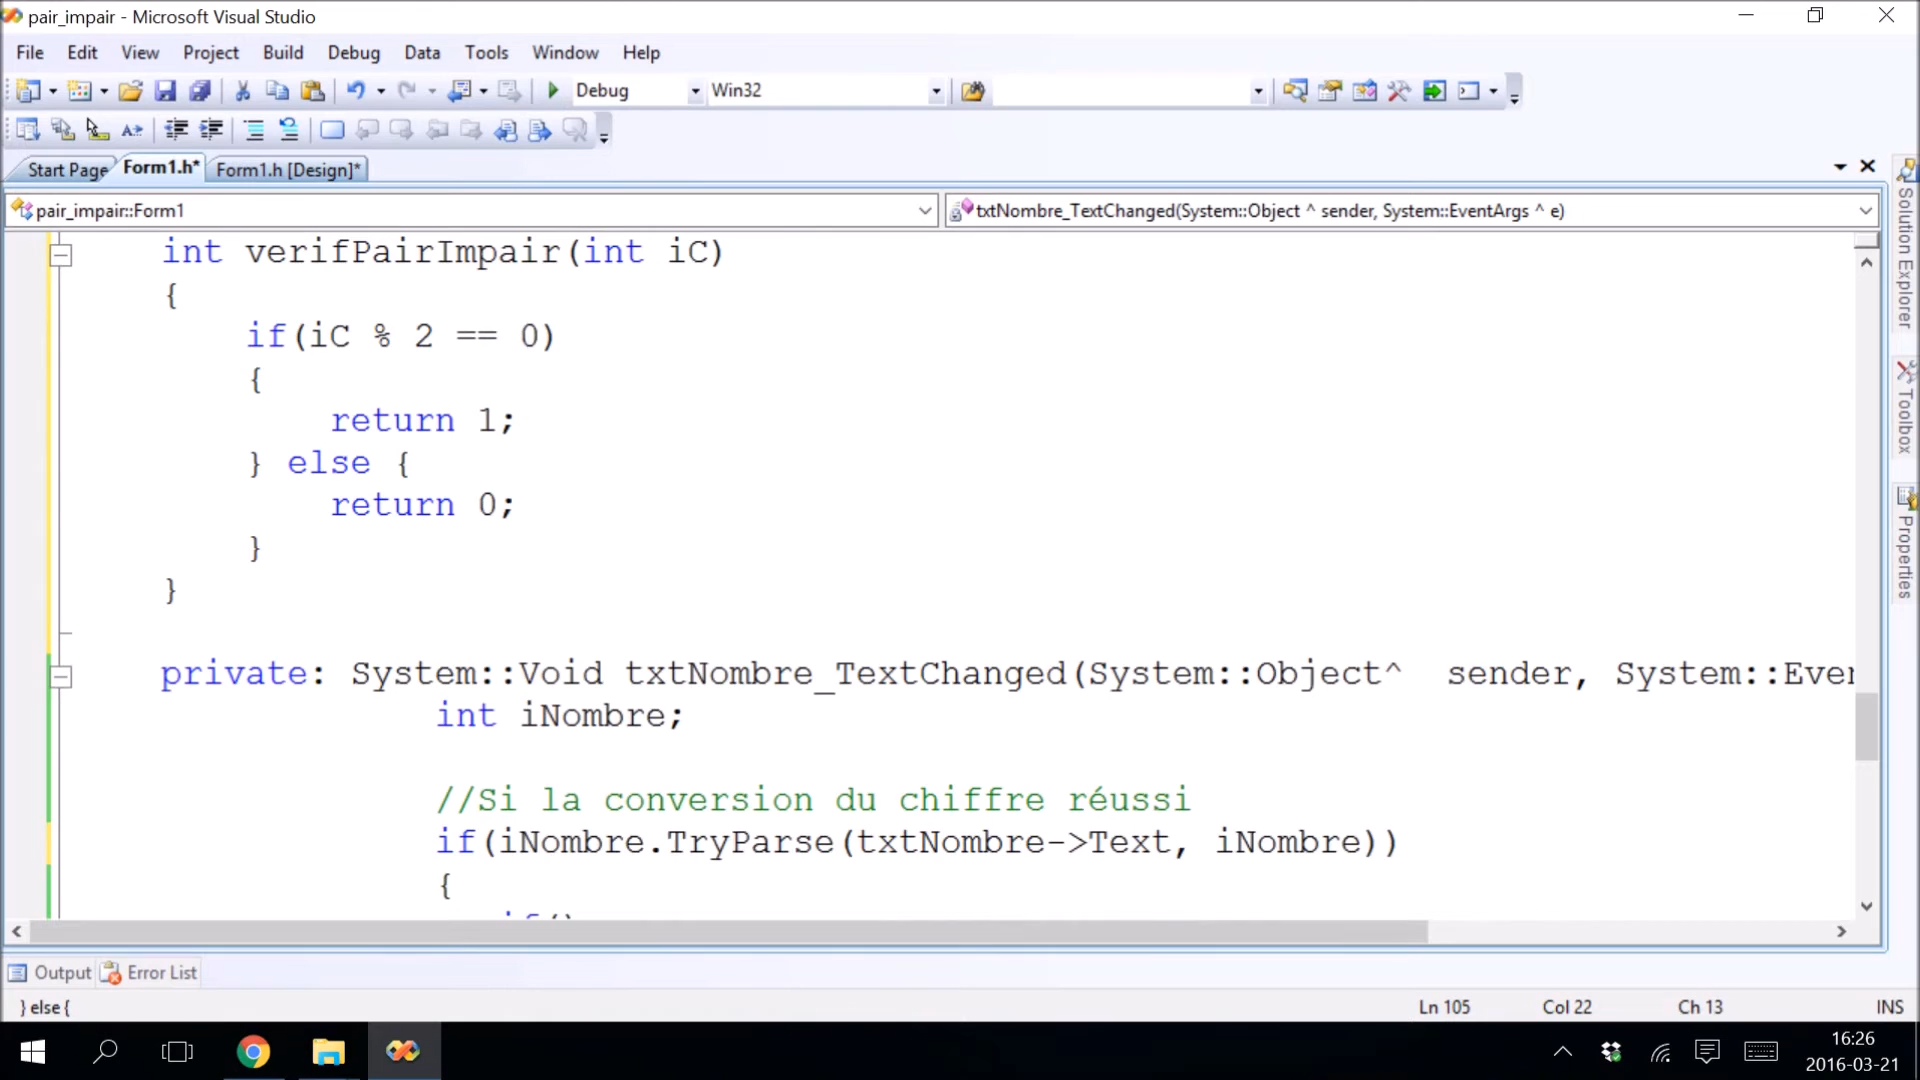 pair_impair - Microsoft Visual Studio
File Edit View Project Build Debug Data Tools Window Help
Debug Win32
Start Page Form1.h* Form1.h [Design]*
pair_impair::Form1 txtNombre_TextChanged(System::Object ^ sender, System::EventArgs ^ e)
int verifPairImpair(int iC)
{
if(iC % 2 == 0)
{
return 1;
} else {
return 0;
}
}
private: System::Void txtNombre_TextChanged(System::Object^ sender, System::Even
int iNombre;
//Si la conversion du chiffre réussi
if(iNombre.TryParse(txtNombre->Text, iNombre))
{
if()
Solution Explorer
Toolbox
Properties
Output Error List
} else { Ln 105 Col 22 Ch 13 INS
16:26
2016-03-21